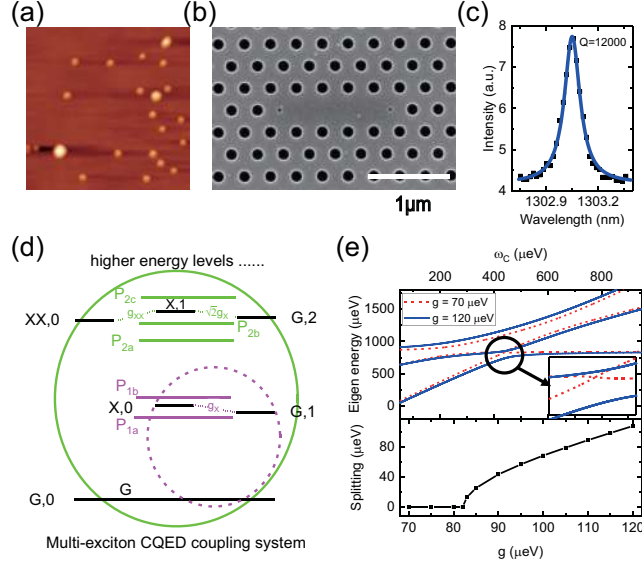 (a)
(b)
1μm
(c)
Q=12000
8
7
6
5
4
Intensity (a.u.)
1302.9 1303.2
Wavelength (nm)
(d)
higher energy levels ......
P2c
X,1
XX,0
gxx
√2gx
G,2
P2b
P2a
P1b
X,0
gx
G,1
P1a
G
G,0
Multi-exciton CQED coupling system
(e)
ωC (μeV)
200 400 600 800
g = 70 μeV
g = 120 μeV
1500
1000
500
0
Eigen energy (μeV)
80
40
0
Splitting (μeV)
70 80 90 100 110 120
g (μeV)